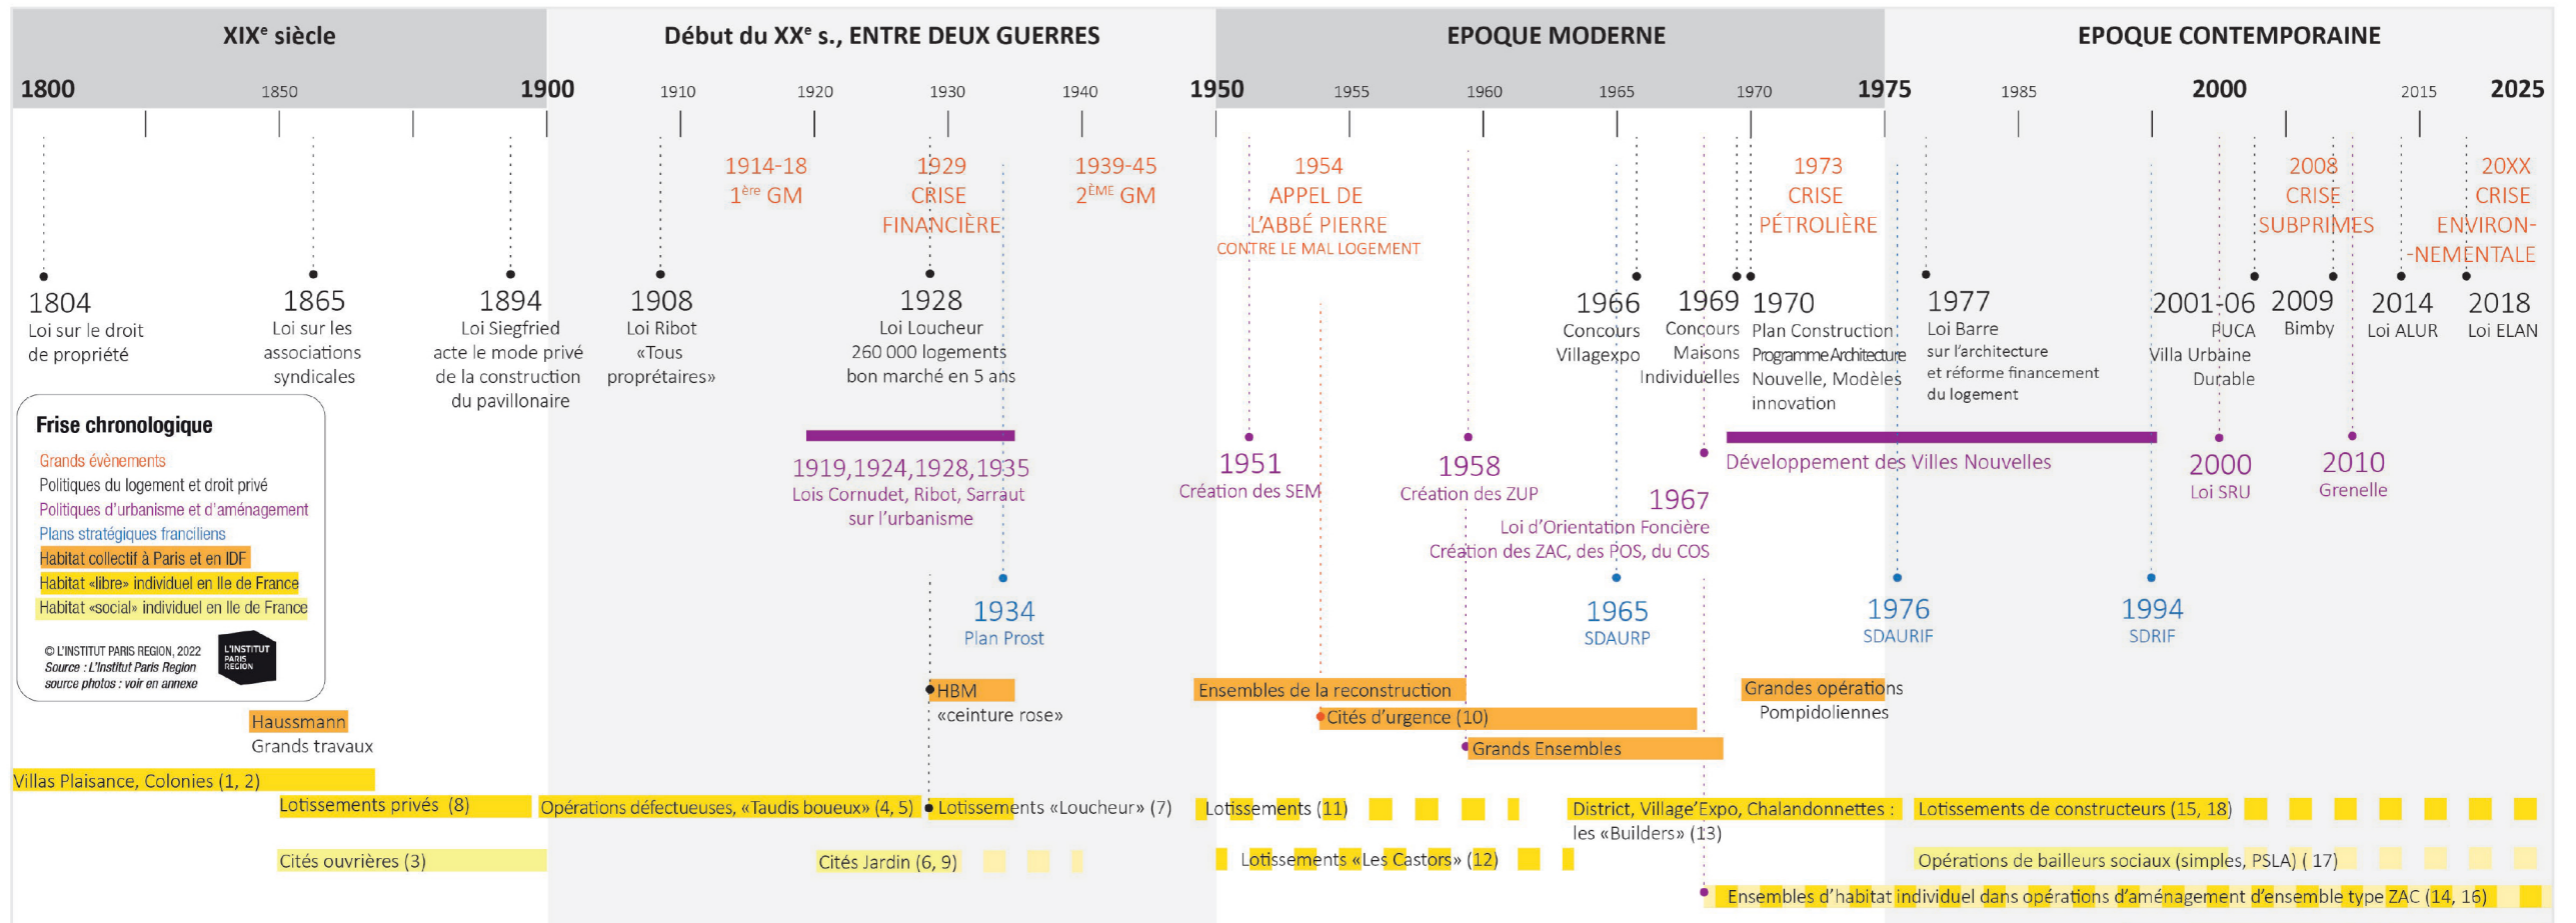 XIXe siècle
Début du XXe s., ENTRE DEUX GUERRES
EPOQUE MODERNE
EPOQUE CONTEMPORAINE
1800
1850
1900
1910
1920
1930
1940
1950
1955
1960
1965
1970
1975
1985
2000
2015
2025
1914-18
1ère GM
1929
CRISE
FINANCIÈRE
1939-45
2ÈME GM
1954
APPEL DE
L'ABBÉ PIERRE
CONTRE LE MAL LOGEMENT
1973
CRISE
PÉTROLIÈRE
2008
CRISE
SUBPRIMES
20XX
CRISE
ENVIRON-
-NEMENTALE
1804
Loi sur le droit
de propriété
1865
Loi sur les
associations
syndicales
1894
Loi Siegfried
acte le mode privé
de la construction
du pavillonaire
1908
Loi Ribot
«Tous
proprétaires»
1928
Loi Loucheur
260 000 logements
bon marché en 5 ans
1966
Concours
Villagexpo
1969
Concours
Maisons
Individuelles
1970
Plan Construction
Programme Architecture
Nouvelle, Modèles
innovation
1977
Loi Barre
sur l'architecture
et réforme financement
du logement
2001-06
PUCA
Villa Urbaine
Durable
2009
Bimby
2014
Loi ALUR
2018
Loi ELAN
Frise chronologique
Grands évènements
Politiques du logement et droit privé
Politiques d'urbanisme et d'aménagement
Plans stratégiques franciliens
Habitat collectif à Paris et en IDF
Habitat «libre» individuel en Ile de France
Habitat «social» individuel en Ile de France
© L'INSTITUT PARIS REGION, 2022
Source : L'Institut Paris Region
source photos : voir en annexe
L'INSTITUT
PARIS
REGION
1919,1924,1928,1935
Lois Cornudet, Ribot, Sarraut
sur l'urbanisme
1951
Création des SEM
1958
Création des ZUP
1967
Loi d'Orientation Foncière
Création des ZAC, des POS, du COS
Développement des Villes Nouvelles
2000
Loi SRU
2010
Grenelle
1934
Plan Prost
1965
SDAURP
1976
SDAURIF
1994
SDRIF
HBM
«ceinture rose»
Ensembles de la reconstruction
Grandes opérations
Pompidoliennes
Haussmann
Grands travaux
Cités d'urgence (10)
Grands Ensembles
Villas Plaisance, Colonies (1, 2)
Lotissements privés (8)
Opérations défectueuses, «Taudis boueux» (4, 5)
Lotissements «Loucheur» (7)
Lotissements (11)
District, Village'Expo, Chalandonnettes :
les «Builders» (13)
Lotissements de constructeurs (15, 18)
Cités ouvrières (3)
Cités Jardin (6, 9)
Lotissements «Les Castors» (12)
Opérations de bailleurs sociaux (simples, PSLA) ( 17)
Ensembles d'habitat individuel dans opérations d'aménagement d'ensemble type ZAC (14, 16)